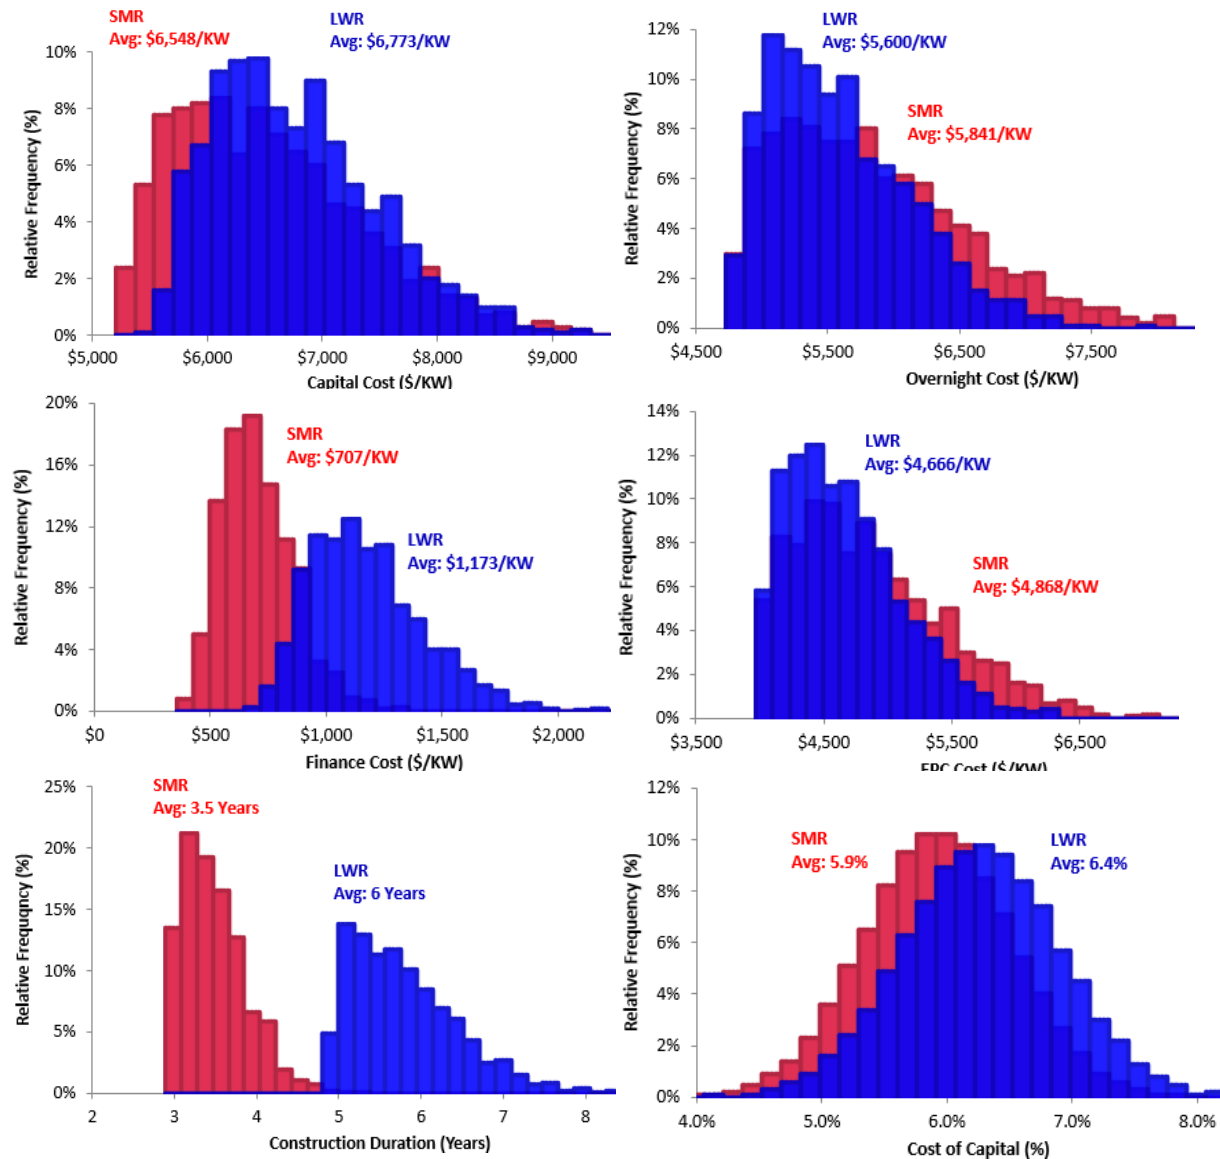 SMR
Avg: $6,548/KW
LWR
Avg: $6,773/KW
Relative Frequency (%)
10%
8%
6%
4%
2%
0%
$5,000
$6,000
$7,000
$8,000
$9,000
Capital Cost ($/KW)
LWR
Avg: $5,600/KW
SMR
Avg: $5,841/KW
Relative Frequency (%)
12%
10%
8%
6%
4%
2%
0%
$4,500
$5,500
$6,500
$7,500
Overnight Cost ($/KW)
SMR
Avg: $707/KW
LWR
Avg: $1,173/KW
Relative Frequency (%)
20%
16%
12%
8%
4%
0%
$0
$500
$1,000
$1,500
$2,000
Finance Cost ($/KW)
LWR
Avg: $4,666/KW
SMR
Avg: $4,868/KW
Relative Frequency (%)
14%
12%
10%
8%
6%
4%
2%
0%
$3,500
$4,500
$5,500
$6,500
EPC Cost ($/KW)
SMR
Avg: 3.5 Years
LWR
Avg: 6 Years
Relative Frequqncy (%)
25%
20%
15%
10%
5%
0%
2
3
4
5
6
7
8
Construction Duration (Years)
SMR
Avg: 5.9%
LWR
Avg: 6.4%
Relative Frequency (%)
10%
8%
6%
4%
2%
0%
4.0%
5.0%
6.0%
7.0%
8.0%
Cost of Capital (%)